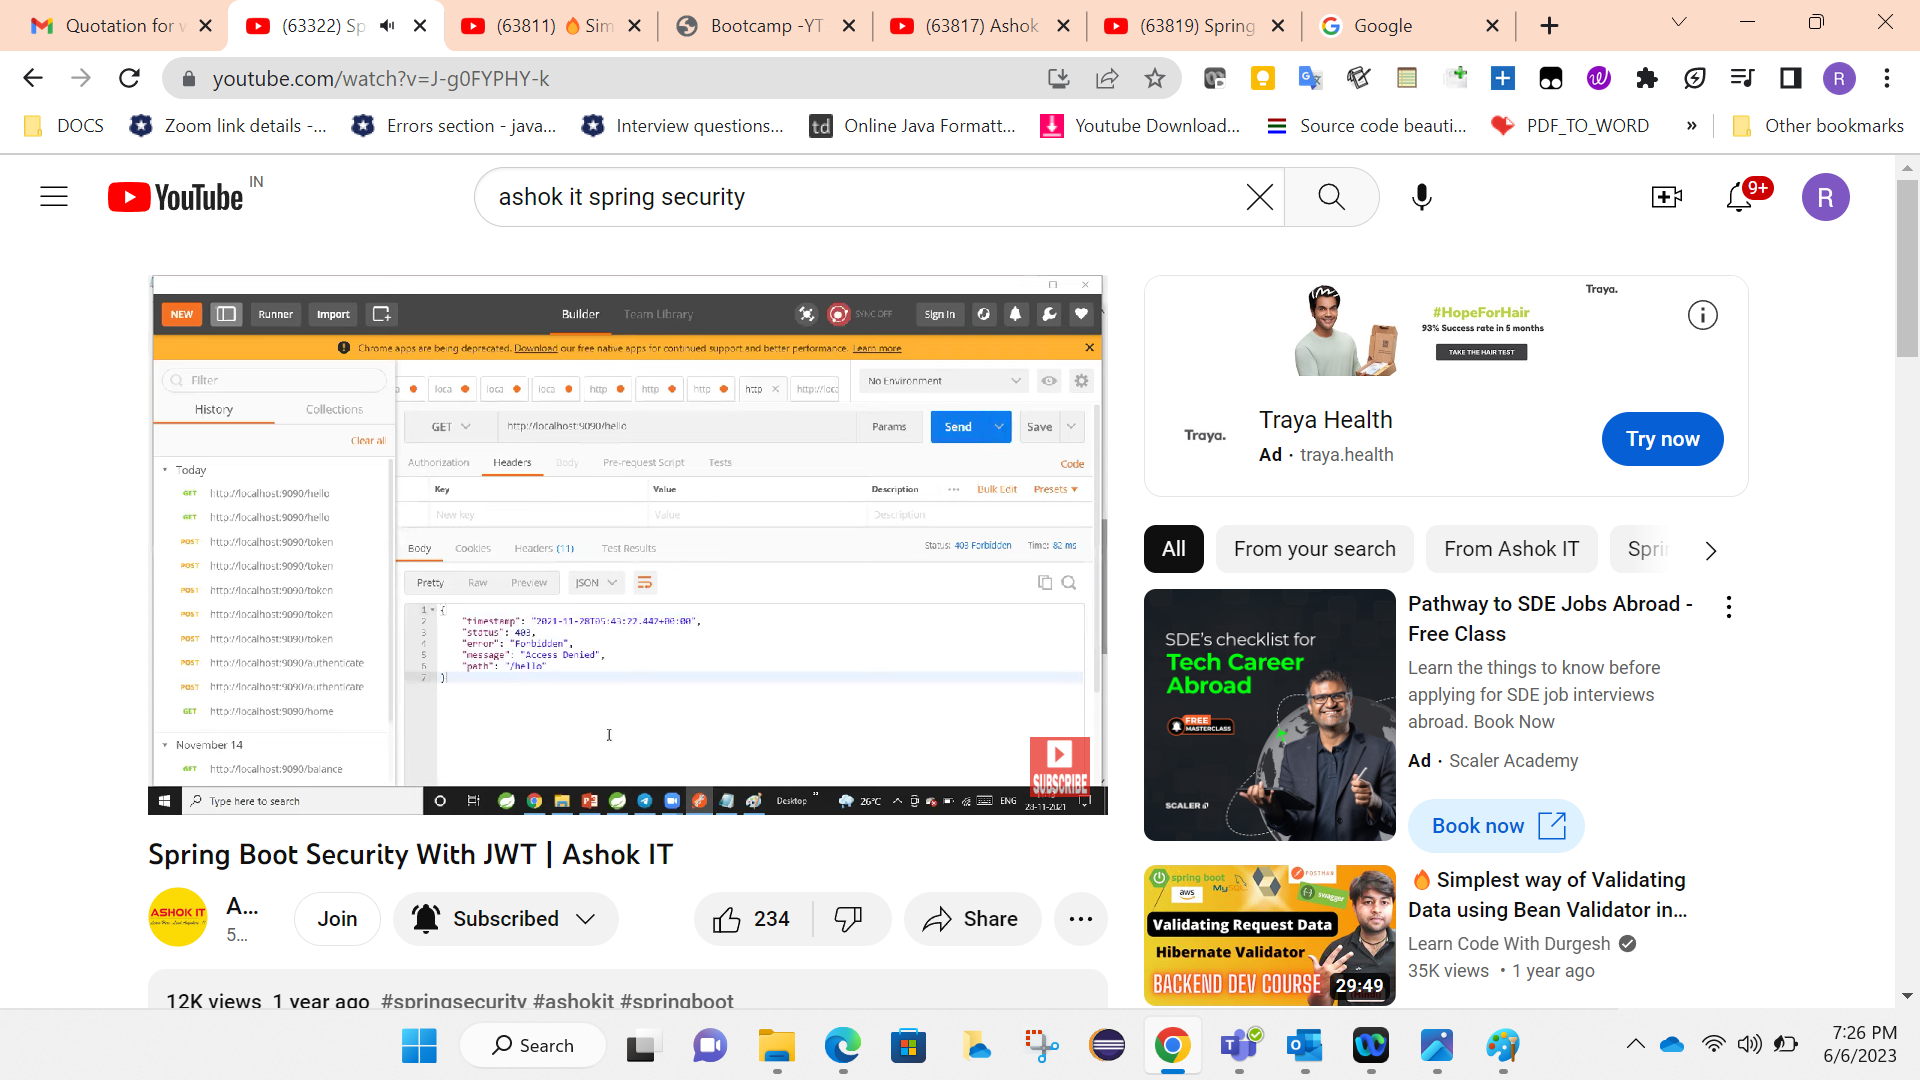 Quotation for w
(63322) Sp
(63811) 🔥 Sim
Bootcamp -YT
(63817) Ashok
(63819) Spring
Google
youtube.com/watch?v=J-g0FYPHY-k
R
DOCS
Zoom link details -...
Errors section - java...
Interview questions...
td
Online Java Formatt...
Youtube Download...
Source code beauti...
PDF_TO_WORD
»
Other bookmarks
YouTube IN
ashok it spring security
9+
R
NEW
Runner
Import
Builder
Team Library
SYNC OFF
Sign In
Chrome apps are being deprecated. Download our free native apps for continued support and better performance. Learn more
Filter
History
Collections
Clear all
Today
GET http://localhost:9090/hello
GET http://localhost:9090/hello
POST http://localhost:9090/token
POST http://localhost:9090/token
POST http://localhost:9090/token
POST http://localhost:9090/token
POST http://localhost:9090/token
POST http://localhost:9090/authenticate
POST http://localhost:9090/authenticate
GET http://localhost:9090/home
November 14
GET http://localhost:9090/balance
loca
loca
loca
http
http
http
http
http://loca
No Environment
GET
http://localhost:9090/hello
Params
Send
Save
Authorization
Headers
Body
Pre-request Script
Tests
Code
Key
Value
Description
Bulk Edit
Presets
New key
Value
Description
Body
Cookies
Headers (11)
Test Results
Status: 403 Forbidden
Time: 82 ms
Pretty
Raw
Preview
JSON
1 {
2 "timestamp": "2021-11-28T05:43:22.442+00:00",
3 "status": 403,
4 "error": "Forbidden",
5 "message": "Access Denied",
6 "path": "/hello"
7 }
SUBSCRIBE
Type here to search
Desktop
26°C
ENG
28-11-2021
Spring Boot Security With JWT | Ashok IT
ASHOK IT
A...
5...
Join
Subscribed
234
Share
12K views 1 year ago #springsecurity #ashokit #springboot
Traya.
#HopeForHair
93% Success rate in 5 months
TAKE THE HAIR TEST
Traya.
Traya Health
Ad · traya.health
Try now
All
From your search
From Ashok IT
Sprin
SDE's checklist for
Tech Career
Abroad
FREE
MASTERCLASS
SCALER
Pathway to SDE Jobs Abroad -
Free Class
Learn the things to know before
applying for SDE job interviews
abroad. Book Now
Ad · Scaler Academy
Book now
spring boot
aws
MySQL
POSTMAN
swagger
Validating Request Data
Hibernate Validator
BACKEND DEV COURSE
29:49
🔥 Simplest way of Validating
Data using Bean Validator in...
Learn Code With Durgesh
35K views • 1 year ago
Search
7:26 PM
6/6/2023